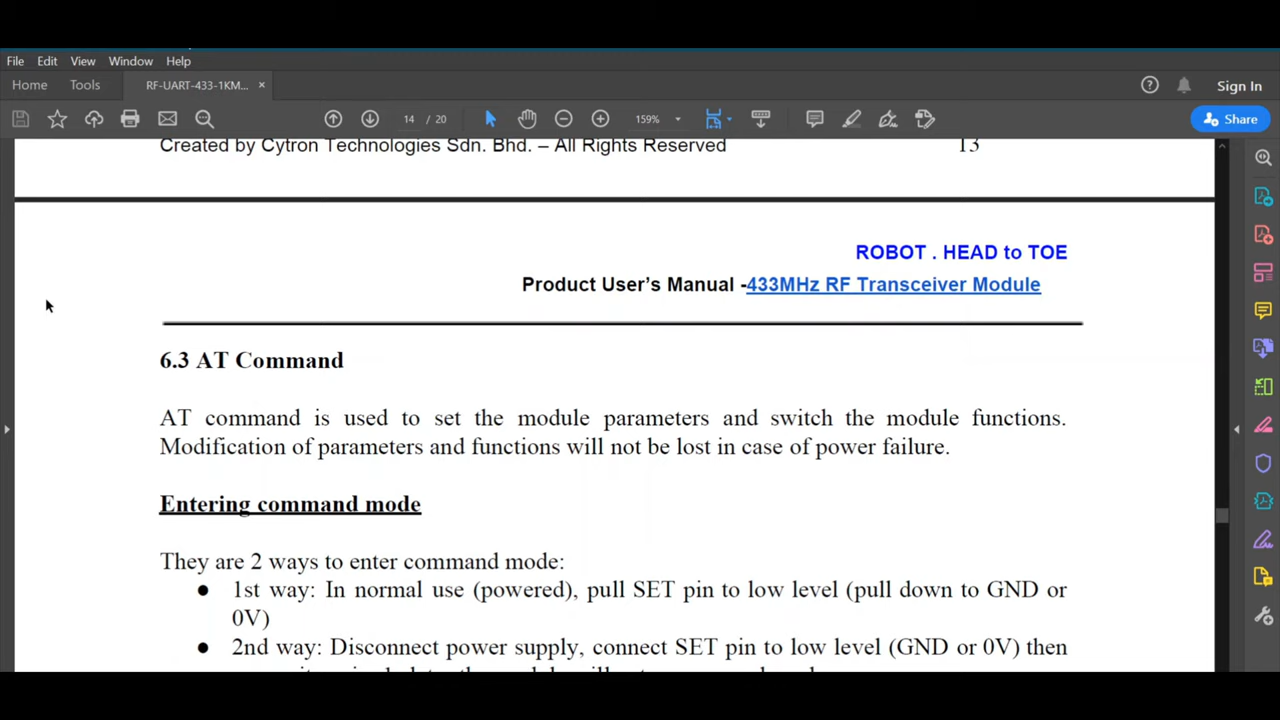 File Edit View Window Help
Home Tools RF-UART-433-1KM... × Sign In
14 / 20 159% Share
Created by Cytron Technologies Sdn. Bhd. – All Rights Reserved 13
ROBOT . HEAD to TOE
Product User’s Manual -433MHz RF Transceiver Module
6.3 AT Command
AT command is used to set the module parameters and switch the module functions.
Modification of parameters and functions will not be lost in case of power failure.
Entering command mode
They are 2 ways to enter command mode:
● 1st way: In normal use (powered), pull SET pin to low level (pull down to GND or
0V)
● 2nd way: Disconnect power supply, connect SET pin to low level (GND or 0V) then